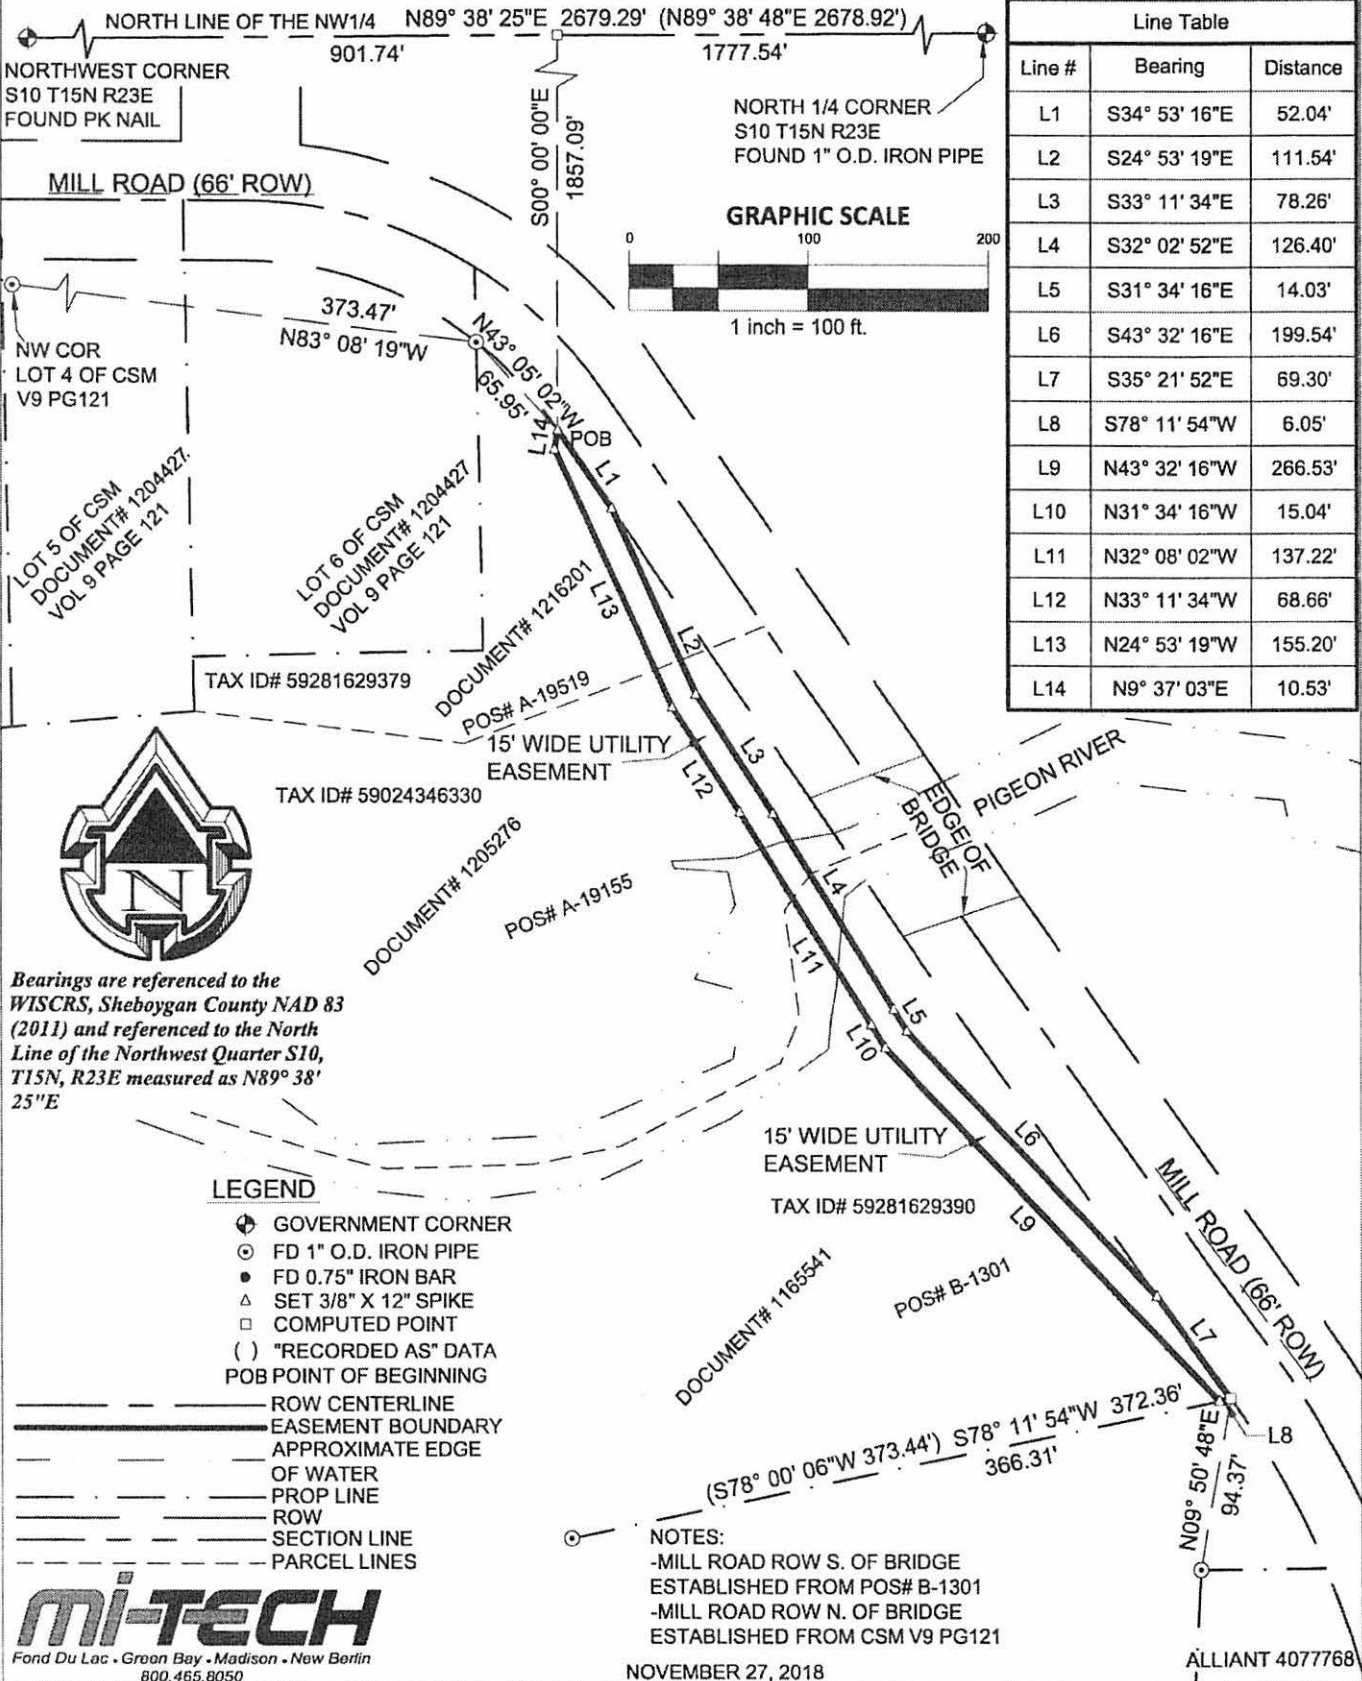 NORTH LINE OF THE NW1/4 N89° 38' 25"E 2679.29' (N89° 38' 48"E 2678.92')
901.74'
1777.54'
NORTHWEST CORNER
S10 T15N R23E
FOUND PK NAIL
S00° 00' 00"E
1857.09'
NORTH 1/4 CORNER
S10 T15N R23E
FOUND 1" O.D. IRON PIPE
Line Table
Line # Bearing Distance
L1 S34° 53' 16"E 52.04'
L2 S24° 53' 19"E 111.54'
L3 S33° 11' 34"E 78.26'
L4 S32° 02' 52"E 126.40'
L5 S31° 34' 16"E 14.03'
L6 S43° 32' 16"E 199.54'
L7 S35° 21' 52"E 69.30'
L8 S78° 11' 54"W 6.05'
L9 N43° 32' 16"W 266.53'
L10 N31° 34' 16"W 15.04'
L11 N32° 08' 02"W 137.22'
L12 N33° 11' 34"W 68.66'
L13 N24° 53' 19"W 155.20'
L14 N9° 37' 03"E 10.53'
MILL ROAD (66' ROW)
GRAPHIC SCALE
0 100 200
1 inch = 100 ft.
373.47'
N83° 08' 19"W
NW COR
LOT 4 OF CSM
V9 PG121
N43° 05' 02"W
65.95'
POB
L14
L1
LOT 5 OF CSM
DOCUMENT# 1204427
VOL 9 PAGE 121
LOT 6 OF CSM
DOCUMENT# 1204427
VOL 9 PAGE 121
L13
L2
DOCUMENT# 1216201
TAX ID# 59281629379
POS# A-19519
15' WIDE UTILITY
EASEMENT
L3
L12
TAX ID# 59024346330
EDGE OF
BRIDGE
PIGEON RIVER
DOCUMENT# 1205276
POS# A-19155
L4
L11
L5
L10
N
Bearings are referenced to the
WISCRS, Sheboygan County NAD 83
(2011) and referenced to the North
Line of the Northwest Quarter S10,
T15N, R23E measured as N89° 38'
25"E
15' WIDE UTILITY
EASEMENT
L6
TAX ID# 59281629390
L9
MILL ROAD (66' ROW)
DOCUMENT# 1165541
POS# B-1301
L7
LEGEND
GOVERNMENT CORNER
FD 1" O.D. IRON PIPE
FD 0.75" IRON BAR
SET 3/8" X 12" SPIKE
COMPUTED POINT
( ) "RECORDED AS" DATA
POB POINT OF BEGINNING
ROW CENTERLINE
EASEMENT BOUNDARY
APPROXIMATE EDGE
OF WATER
PROP LINE
ROW
SECTION LINE
PARCEL LINES
(S78° 00' 06"W 373.44') S78° 11' 54"W 372.36'
366.31'
L8
N09° 50' 48"E
94.37'
NOTES:
-MILL ROAD ROW S. OF BRIDGE
ESTABLISHED FROM POS# B-1301
-MILL ROAD ROW N. OF BRIDGE
ESTABLISHED FROM CSM V9 PG121
NOVEMBER 27, 2018
ALLIANT 4077768
Mi-TECH
Fond Du Lac • Green Bay • Madison • New Berlin
800.465.8050